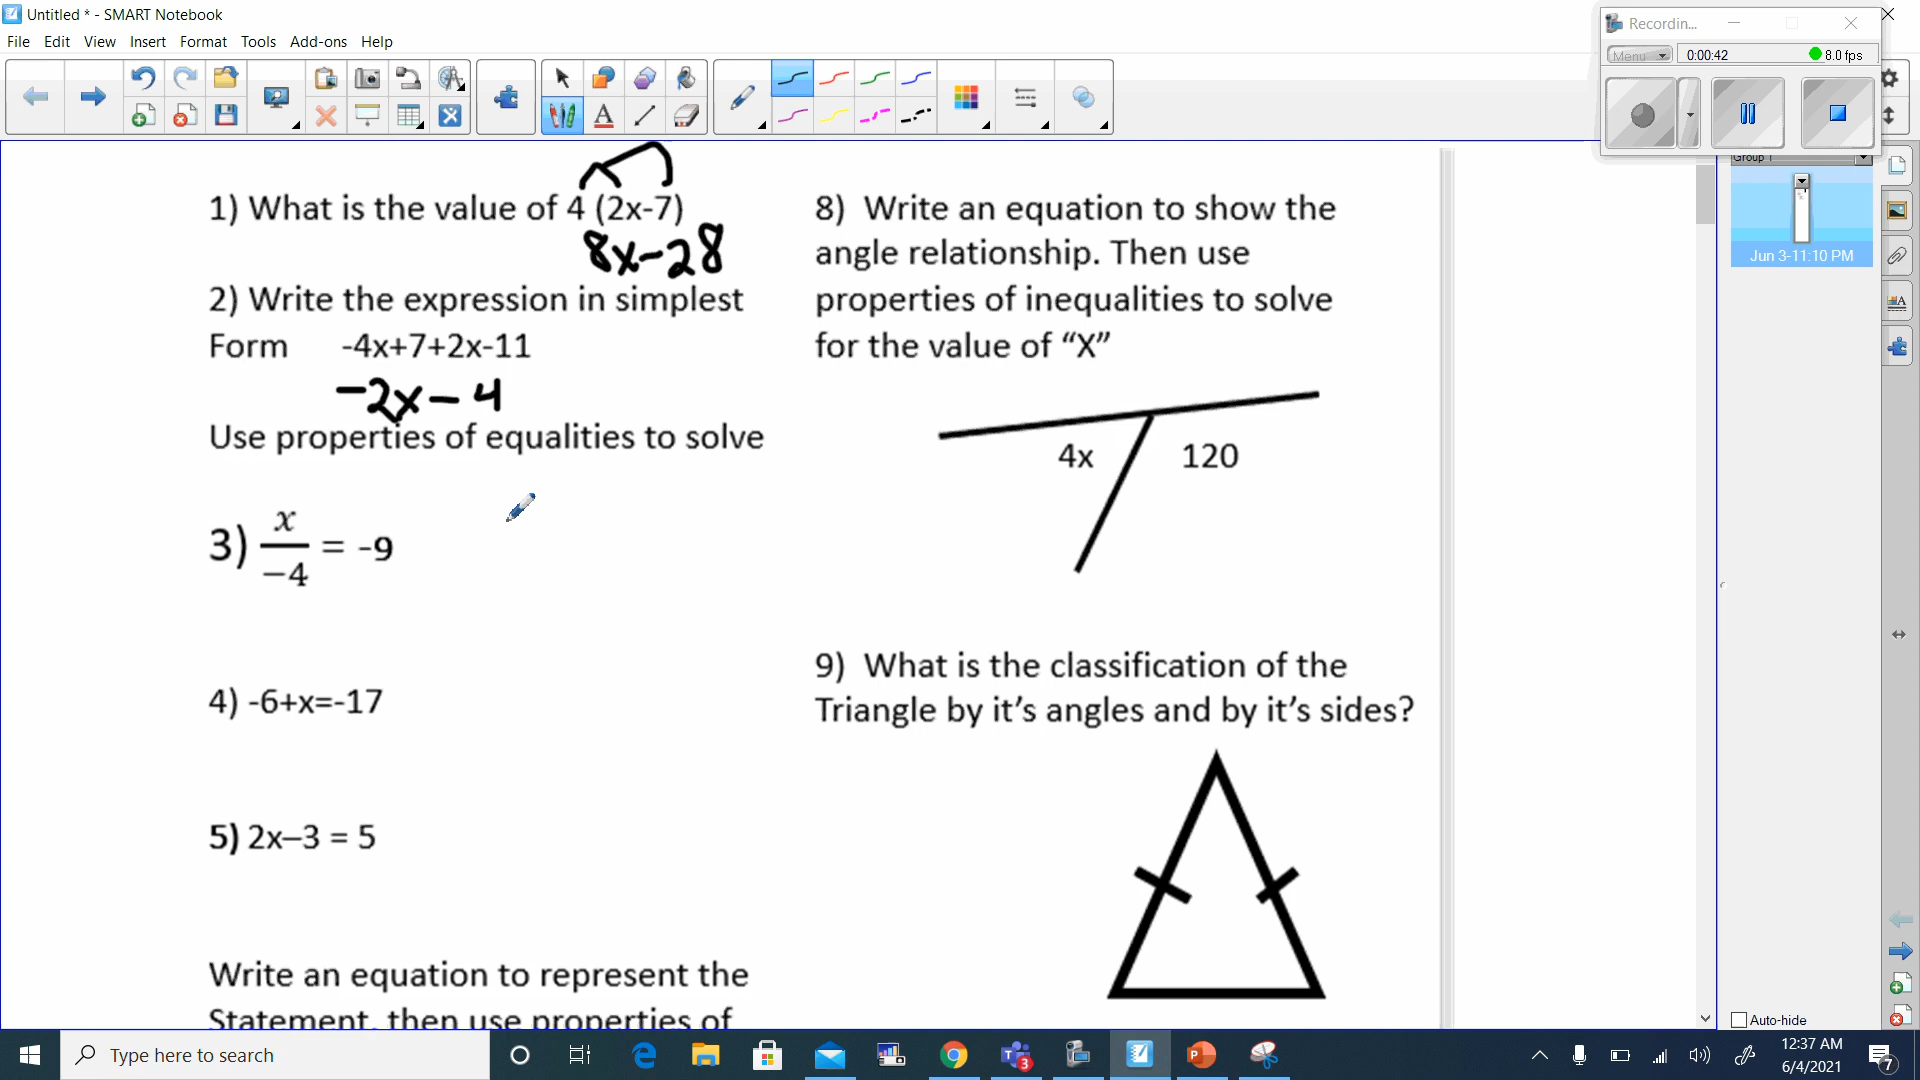 Untitled * - SMART Notebook
File Edit View Insert Format Tools Add-ons Help
Recordin...
Menu 0:00:42 8.0 fps
1) What is the value of 4 (2x-7)
8x-28
2) Write the expression in simplest
Form -4x+7+2x-11
-2x-4
Use properties of equalities to solve
3) x/−4 = -9
4) -6+x=-17
5) 2x–3 = 5
Write an equation to represent the
Statement, then use properties of
8) Write an equation to show the
angle relationship. Then use
properties of inequalities to solve
for the value of “X”
4x 120
9) What is the classification of the
Triangle by it’s angles and by it’s sides?
Group 1
Jun 3-11:10 PM
Auto-hide
Type here to search
3
12:37 AM
6/4/2021
7